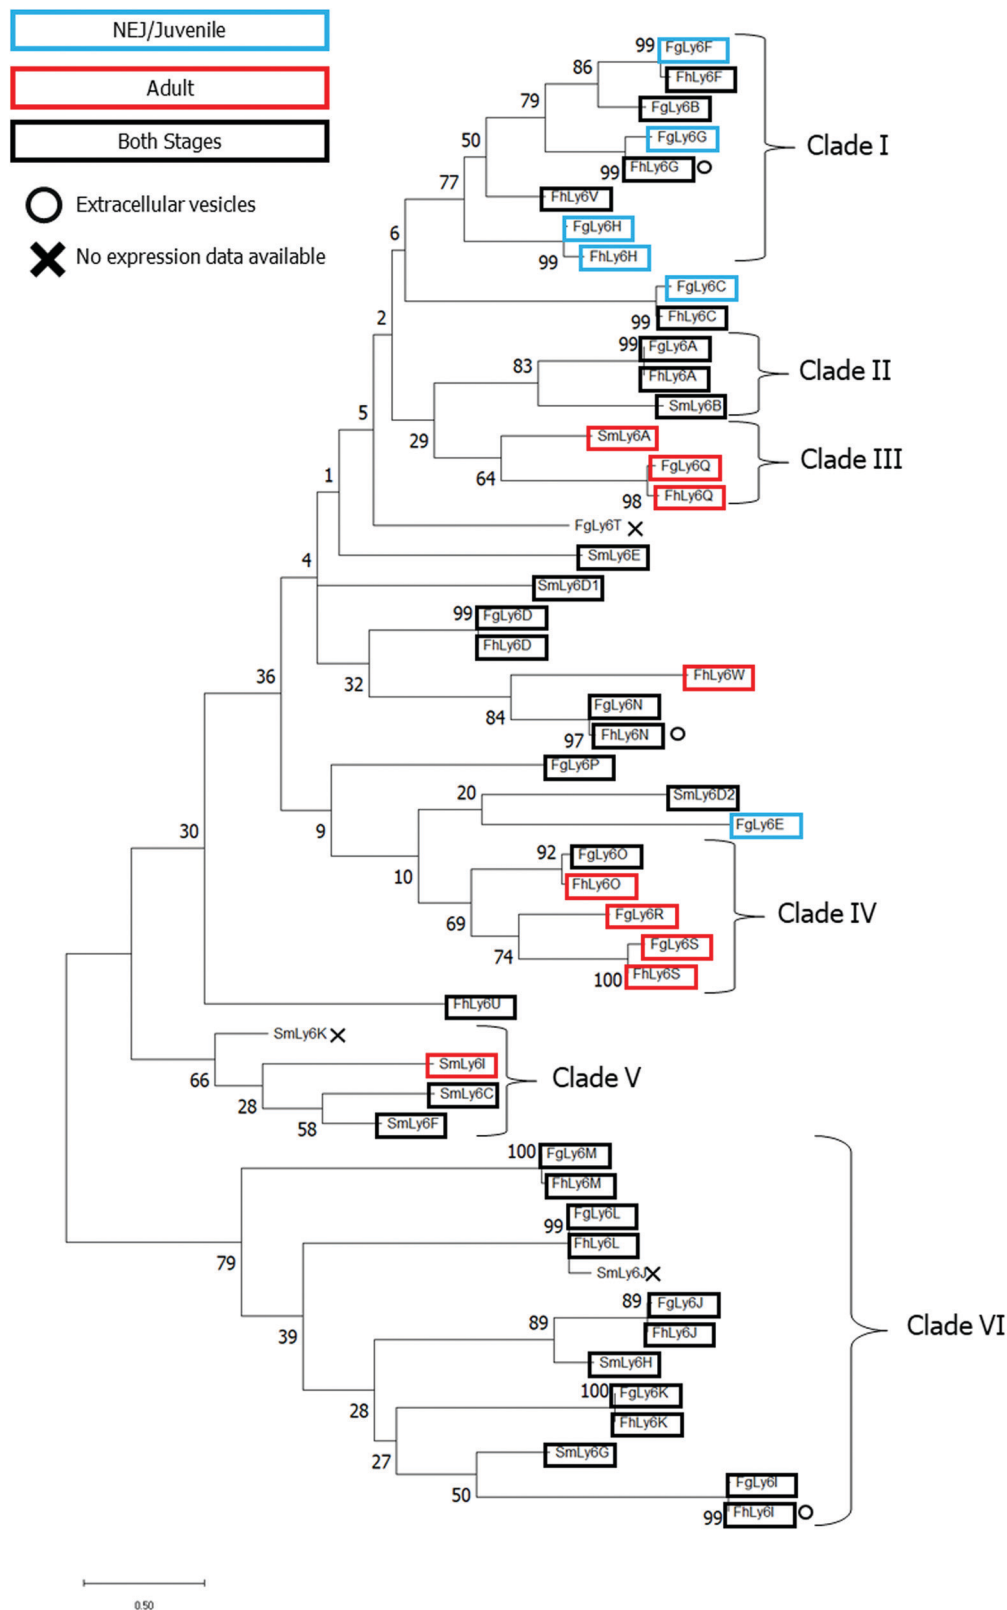 NEJ/Juvenile
Adult
Both Stages
Extracellular vesicles
No expression data available
99 FgLy6F
86 FhLy6F
79 FgLy6B
50 FgLy6G
Clade I
99 FhLy6G
77 FhLy6V
6 FgLy6H
99 FhLy6H
2 FgLy6C
99 FhLy6C
99 FgLy6A
83 FhLy6A
Clade II
5 SmLy6B
29 SmLy6A
Clade III
64 FgLy6Q
98 FhLy6Q
1 FgLy6T
4 SmLy6E
SmLy6D1
99 FgLy6D
FhLy6D
36 32 FhLy6W
84 FgLy6N
97 FhLy6N
FgLy6P
20 SmLy6D2
30 9 FgLy6E
92 FgLy6O
10 FhLy6O
Clade IV
69 FgLy6R
74 FgLy6S
100 FhLy6S
FhLy6U
SmLy6K
66 SmLy6I
Clade V
28 SmLy6C
58 SmLy6F
100 FgLy6M
FhLy6M
99 FgLy6L
79 FhLy6L
SmLy6J
89 FgLy6J
39 89 FhLy6J
Clade VI
SmLy6H
100 FgLy6K
28 FhLy6K
27 SmLy6G
50 FgLy6I
99 FhLy6I
0.50